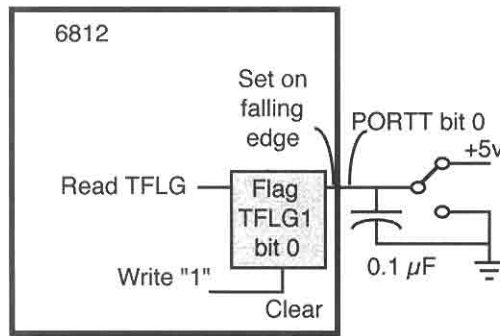 6812
Set on
falling
edge
PORTT bit 0
+5v
Read TFLG
Flag
TFLG1
bit 0
Write "1"
Clear
0.1 µF